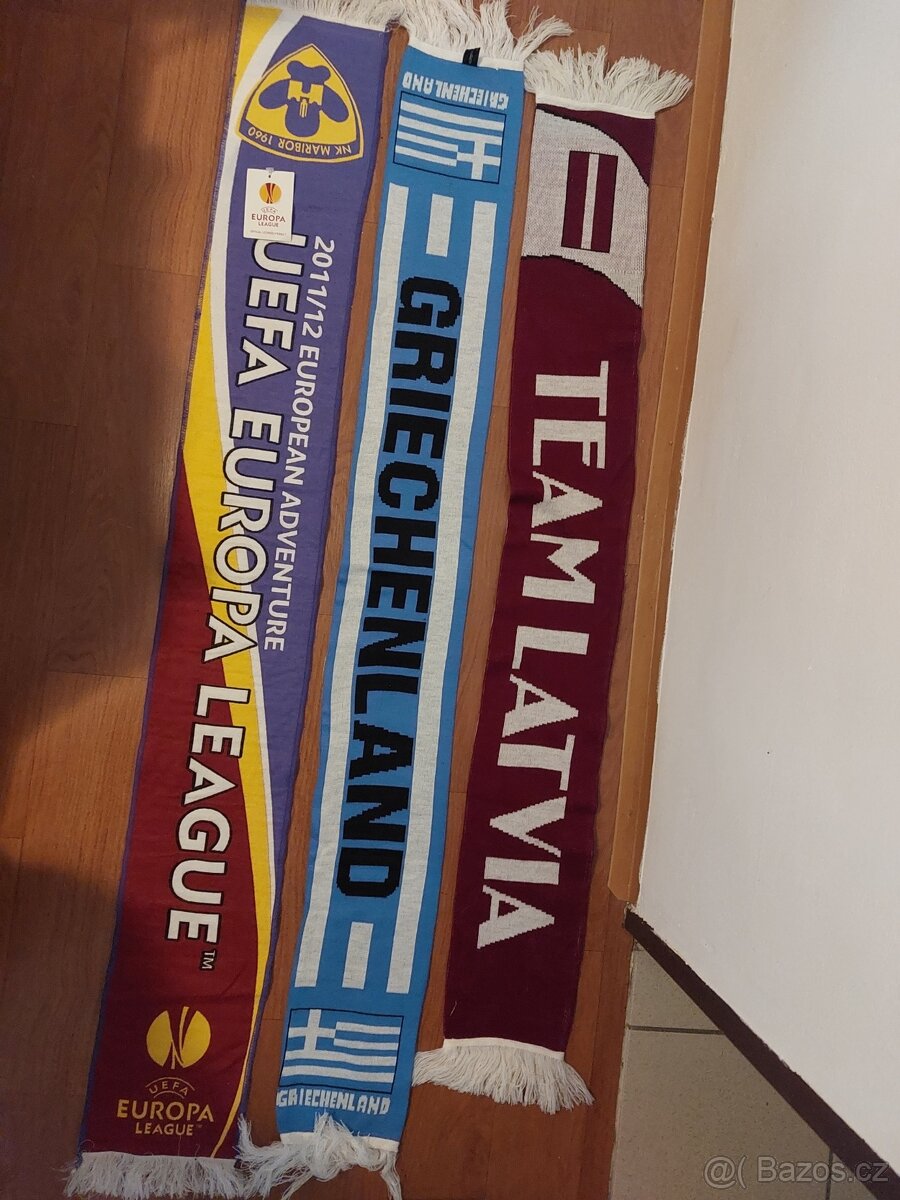 NK MARIBOR 1960
UEFA
EUROPA
LEAGUE
2011/12 EUROPEAN ADVENTURE
UEFA EUROPA LEAGUE™
UEFA
EUROPA
LEAGUE™
GRIECHENLAND
GRIECHENLAND
GRIECHENLAND
TEAM LATVIA
@( Bazos.cz